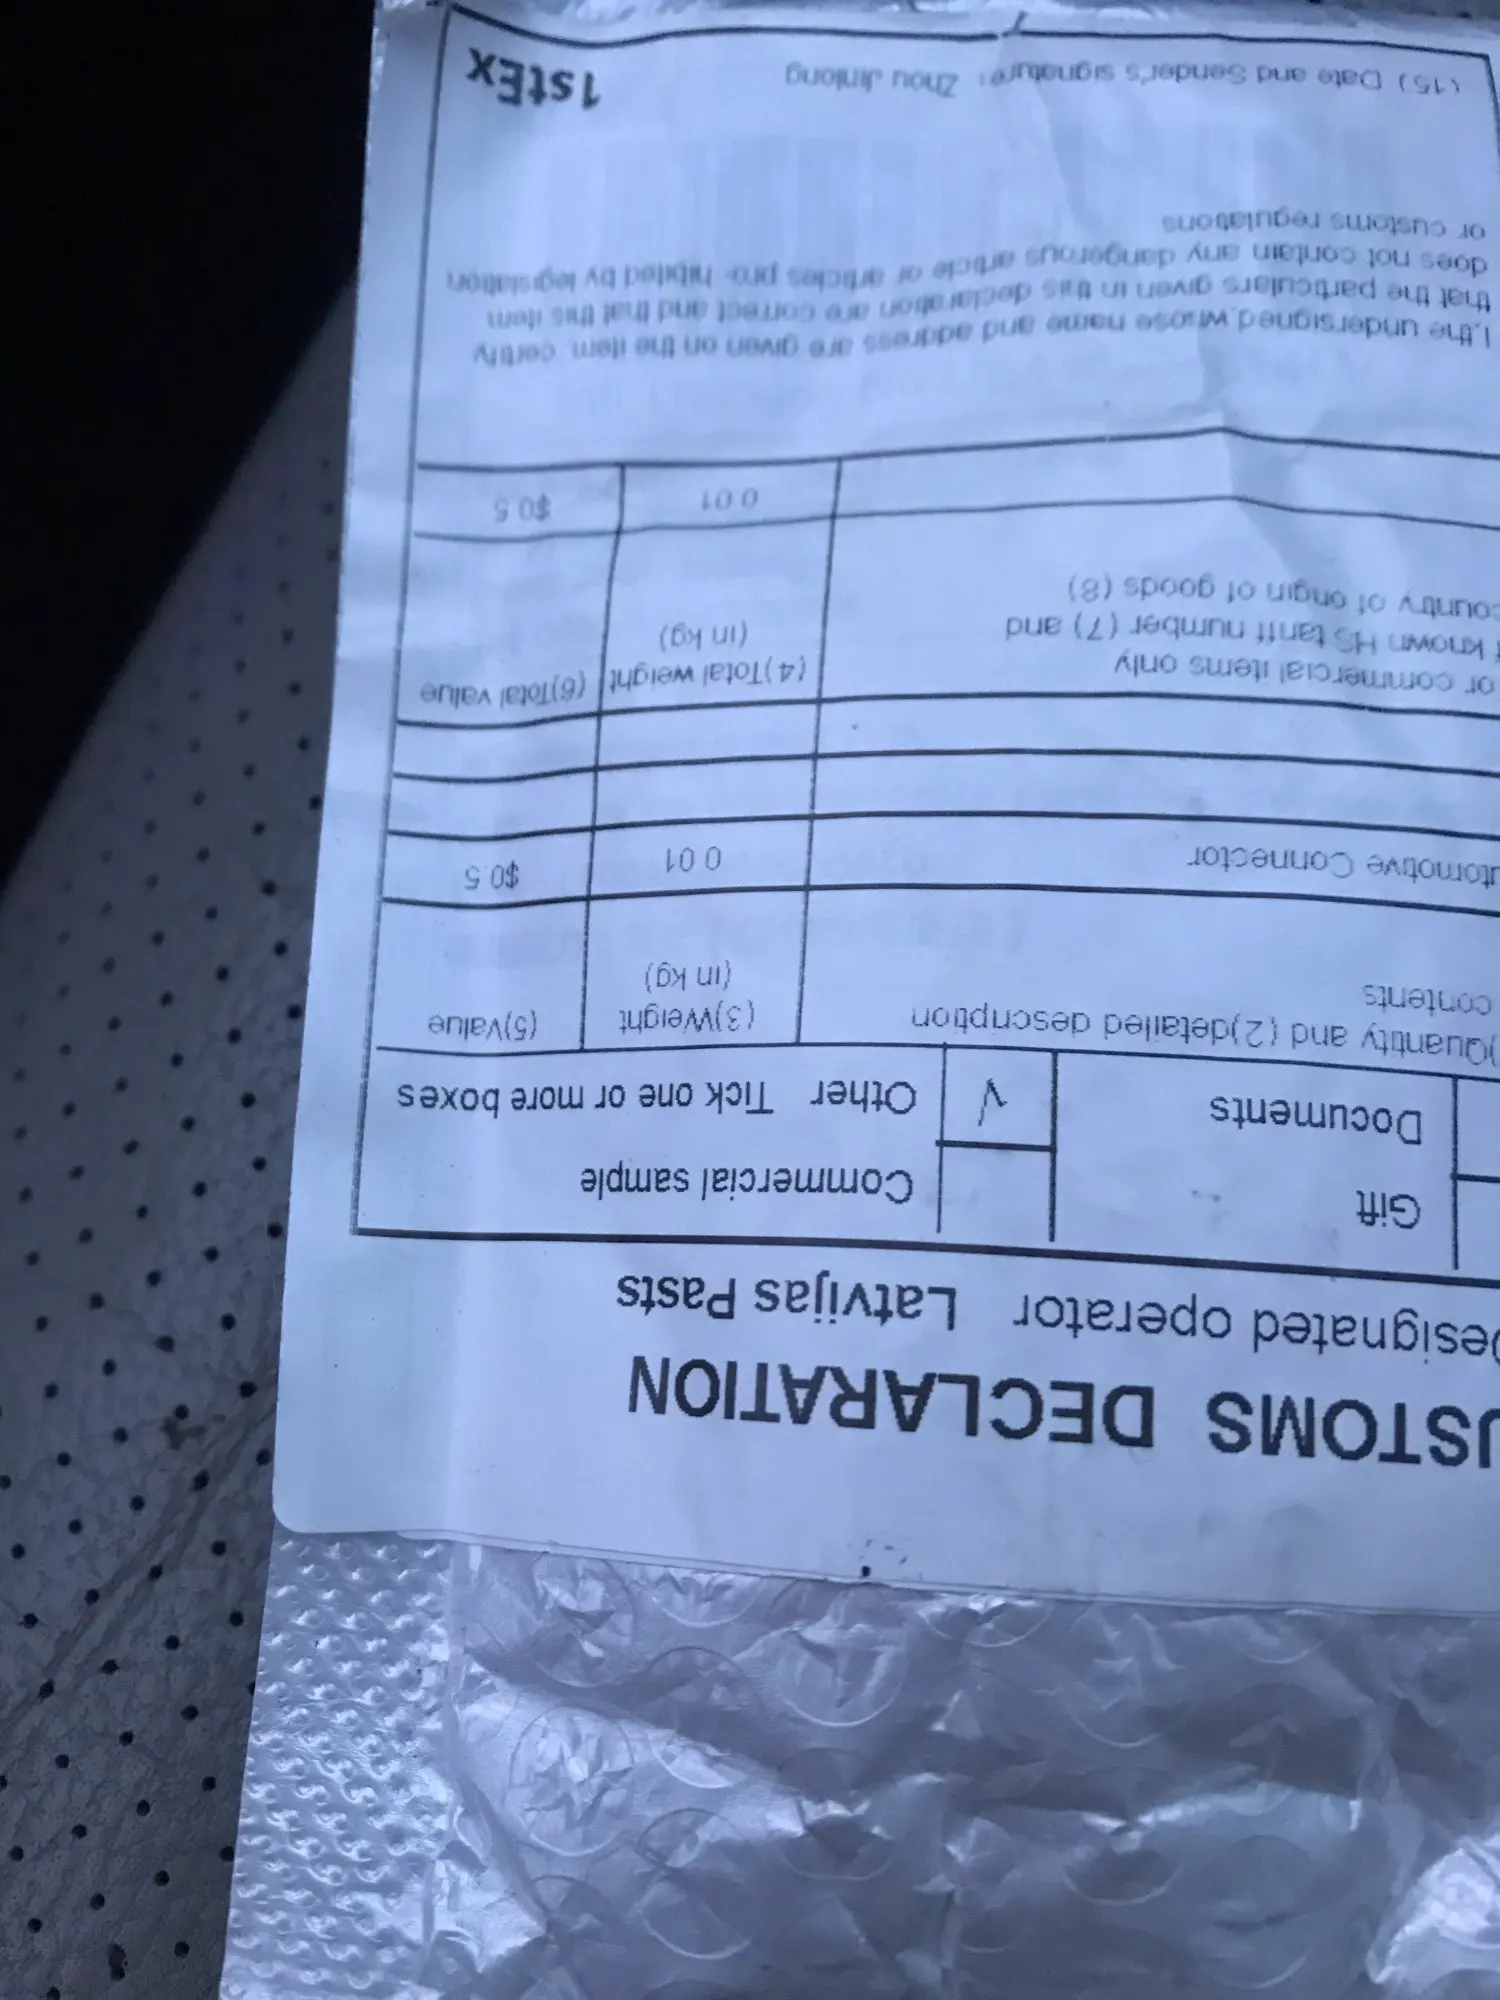 USTOMS DECLARATION
Designated operator Latvijas Pasts
Gift Commercial sample
Documents √ Other Tick one or more boxes
)Quantity and (2)detailed description (3)Weight (5)Value
contents (in kg)
utomotive Connector 0.01 $0.5
or commercial items only (4)Total weight (6)Total value
f known HS tariff number (7) and (in kg)
country of origin of goods (8)
0.01 $0.5
I,the undersigned,whose name and address are given on the item, certify
that the particulars given in this declaration are correct and that this item
does not contain any dangerous article or articles pro- hibited by legislation
or customs regulations
(15) Date and Sender's signature: Zhou Jinlong 1stEx